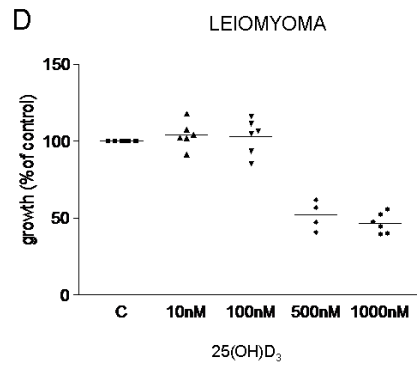 D
LEIOMYOMA
growth (% of control)
150
100
50
0
C 10nM 100nM 500nM 1000nM
25(OH)D₃